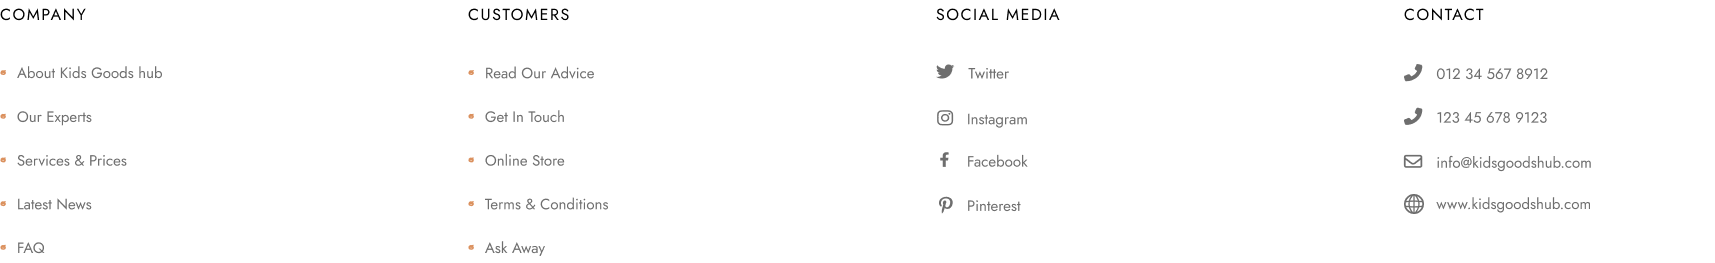 COMPANY
About Kids Goods hub
Our Experts
Services & Prices
Latest News
FAQ
CUSTOMERS
Read Our Advice
Get In Touch
Online Store
Terms & Conditions
Ask Away
SOCIAL MEDIA
Twitter
Instagram
Facebook
Pinterest
CONTACT
012 34 567 8912
123 45 678 9123
info@kidsgoodshub.com
www.kidsgoodshub.com